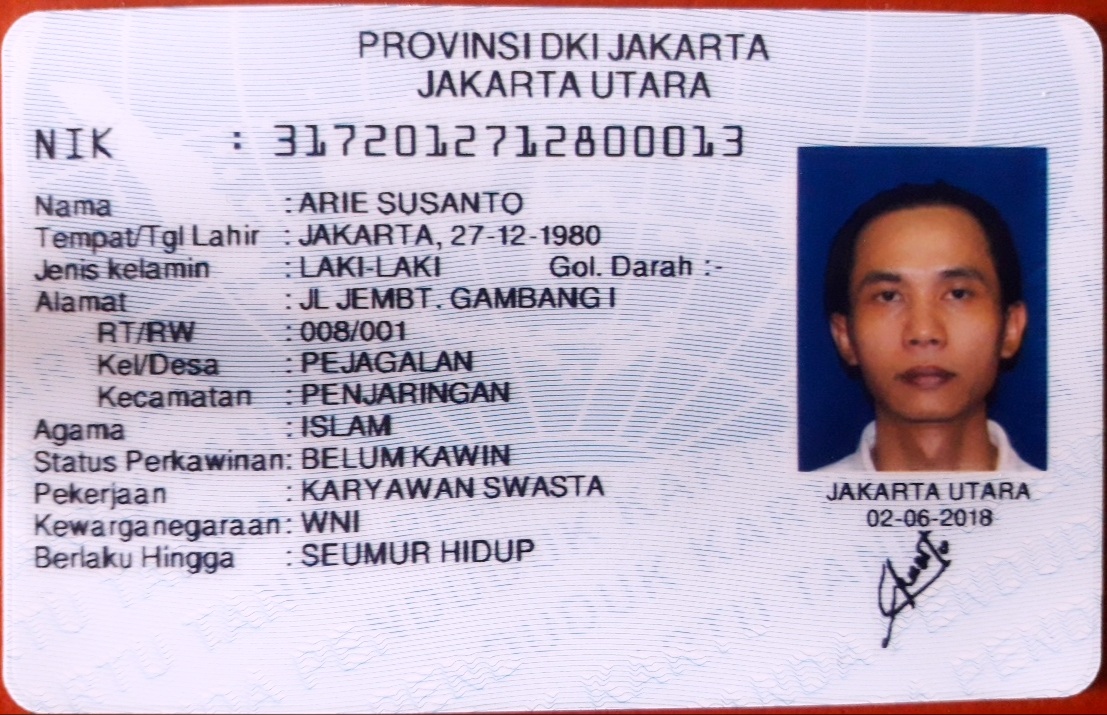 PROVINSI DKI JAKARTA
JAKARTA UTARA
NIK : 3172012712800013
Nama : ARIE SUSANTO
Tempat/Tgl Lahir : JAKARTA, 27-12-1980
Jenis kelamin : LAKI-LAKI Gol. Darah :-
Alamat : JL JEMBT. GAMBANG I
RT/RW : 008/001
Kel/Desa : PEJAGALAN
Kecamatan : PENJARINGAN
Agama : ISLAM
Status Perkawinan: BELUM KAWIN
Pekerjaan : KARYAWAN SWASTA
Kewarganegaraan: WNI
Berlaku Hingga : SEUMUR HIDUP
JAKARTA UTARA
02-06-2018